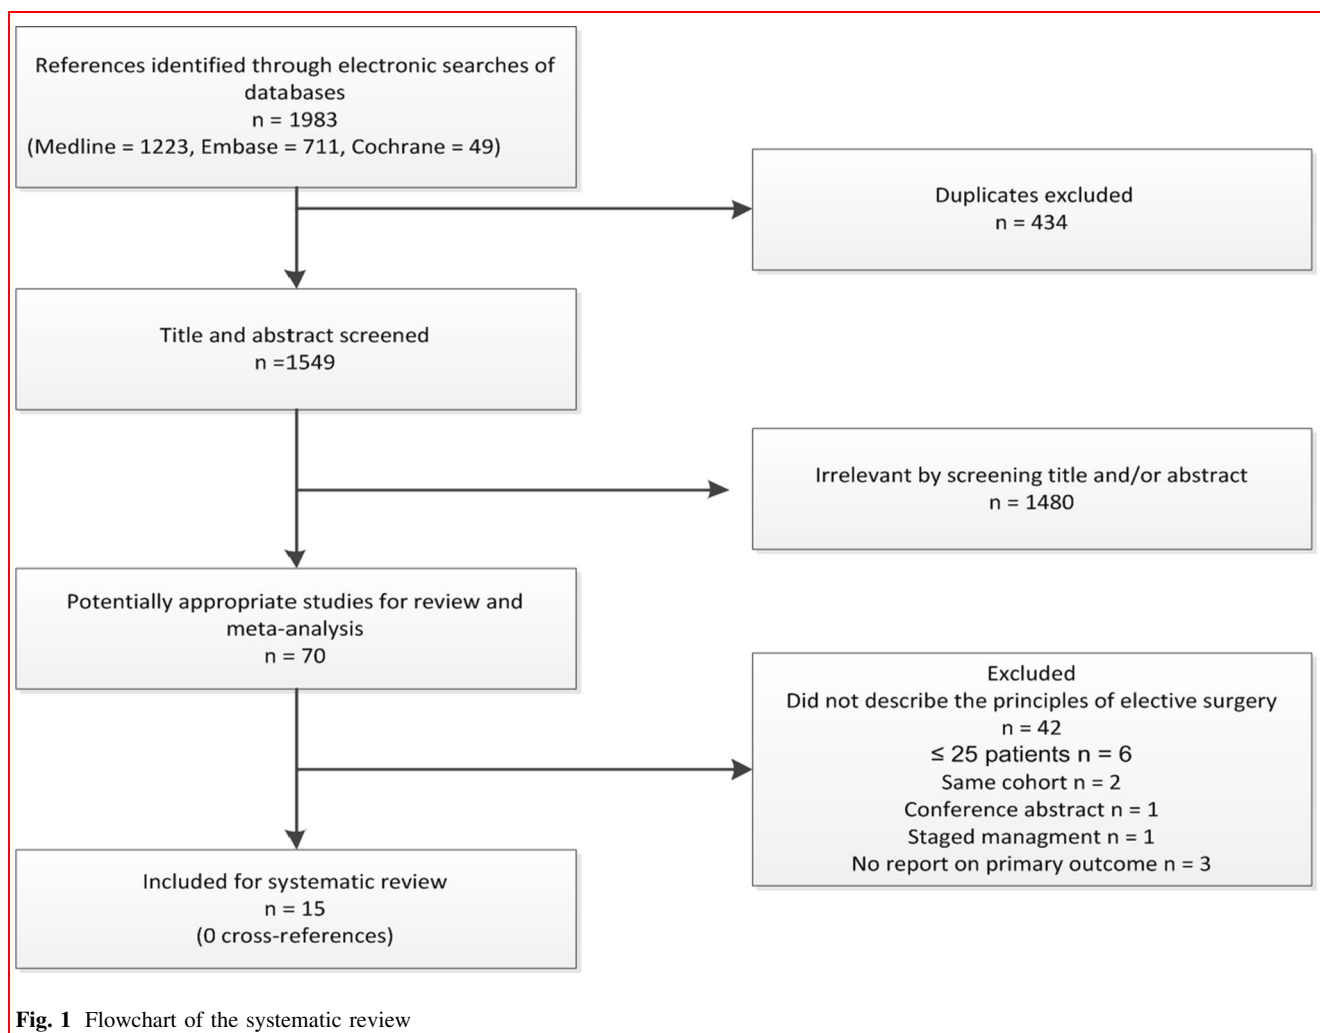 References identified through electronic searches of
databases
n = 1983
(Medline = 1223, Embase = 711, Cochrane = 49)
Duplicates excluded
n = 434
Title and abstract screened
n =1549
Irrelevant by screening title and/or abstract
n = 1480
Potentially appropriate studies for review and
meta-analysis
n = 70
Excluded
Did not describe the principles of elective surgery
n = 42
≤ 25 patients n = 6
Same cohort n = 2
Conference abstract n = 1
Staged managment n = 1
No report on primary outcome n = 3
Included for systematic review
n = 15
(0 cross-references)
Fig. 1 Flowchart of the systematic review